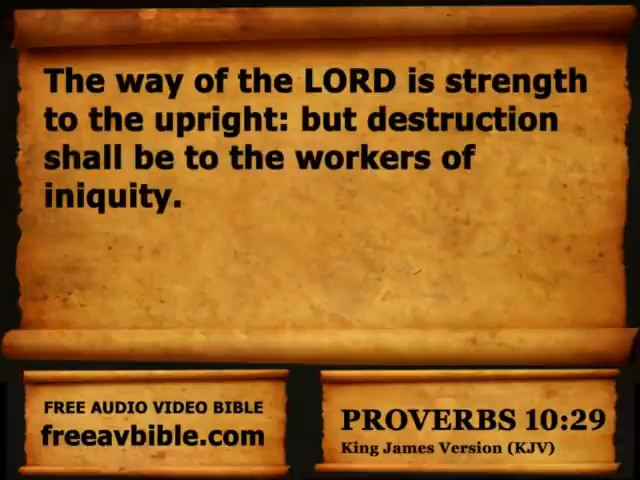 The way of the LORD is strength
to the upright: but destruction
shall be to the workers of
iniquity.
FREE AUDIO VIDEO BIBLE
freeavbible.com
PROVERBS 10:29
King James Version (KJV)